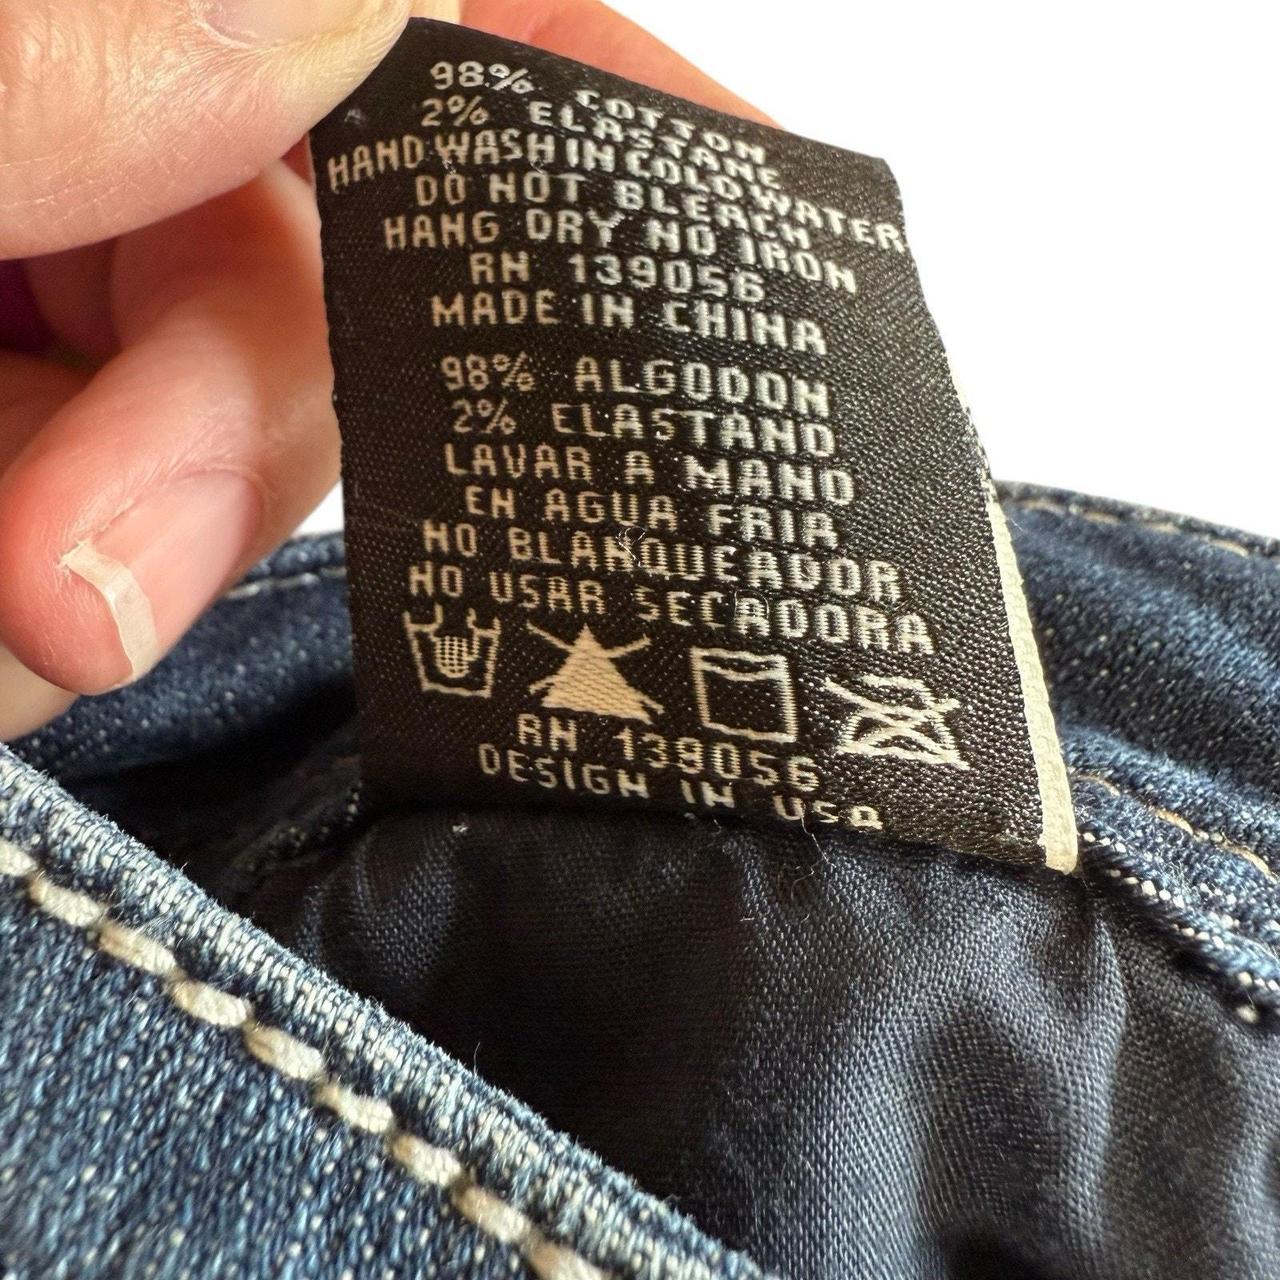 98% COTTON
2% ELASTANE
HAND WASH IN COLD WATER
DO NOT BLEACH
HANG DRY NO IRON
RN 139056
MADE IN CHINA
98% ALGODON
2% ELASTANO
LAVAR A MANO
EN AGUA FRIA
NO BLANQUEADOR
NO USAR SECADORA
RN 139056
DESIGN IN USA